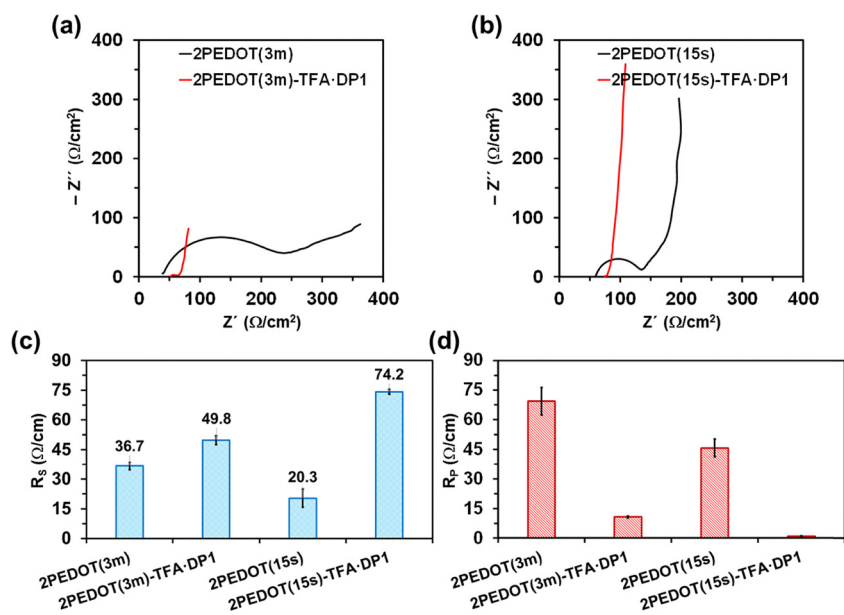 (a)
400
300
200
100
0
− Z´´ (Ω/cm²)
2PEDOT(3m)
2PEDOT(3m)-TFA·DP1
0 100 200 300 400
Z´ (Ω/cm²)
(b)
400
300
200
100
0
− Z´´ (Ω/cm²)
2PEDOT(15s)
2PEDOT(15s)-TFA·DP1
0 100 200 300 400
Z´ (Ω/cm²)
(c)
90
75
60
45
30
15
0
R_S (Ω/cm)
36.7
49.8
20.3
74.2
2PEDOT(3m)
2PEDOT(3m)-TFA·DP1
2PEDOT(15s)
2PEDOT(15s)-TFA·DP1
(d)
90
75
60
45
30
15
0
R_P (Ω/cm)
2PEDOT(3m)
2PEDOT(3m)-TFA·DP1
2PEDOT(15s)
2PEDOT(15s)-TFA·DP1